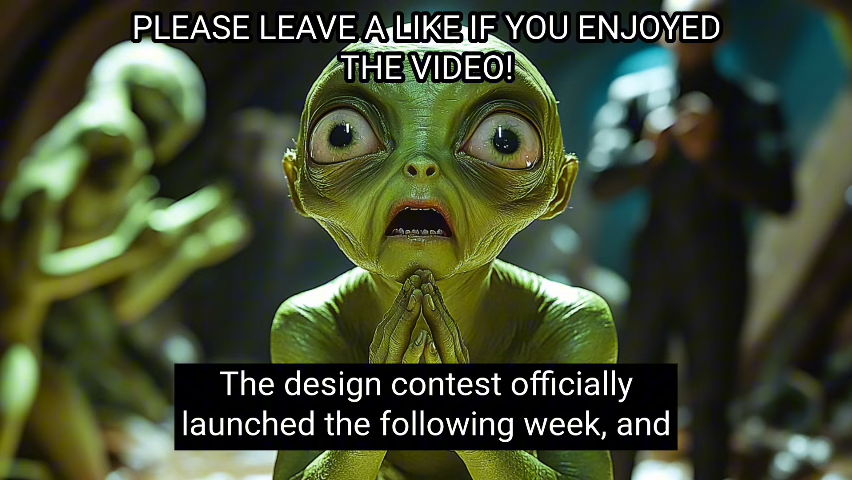 PLEASE LEAVE A LIKE IF YOU ENJOYED
THE VIDEO!
The design contest officially
launched the following week, and